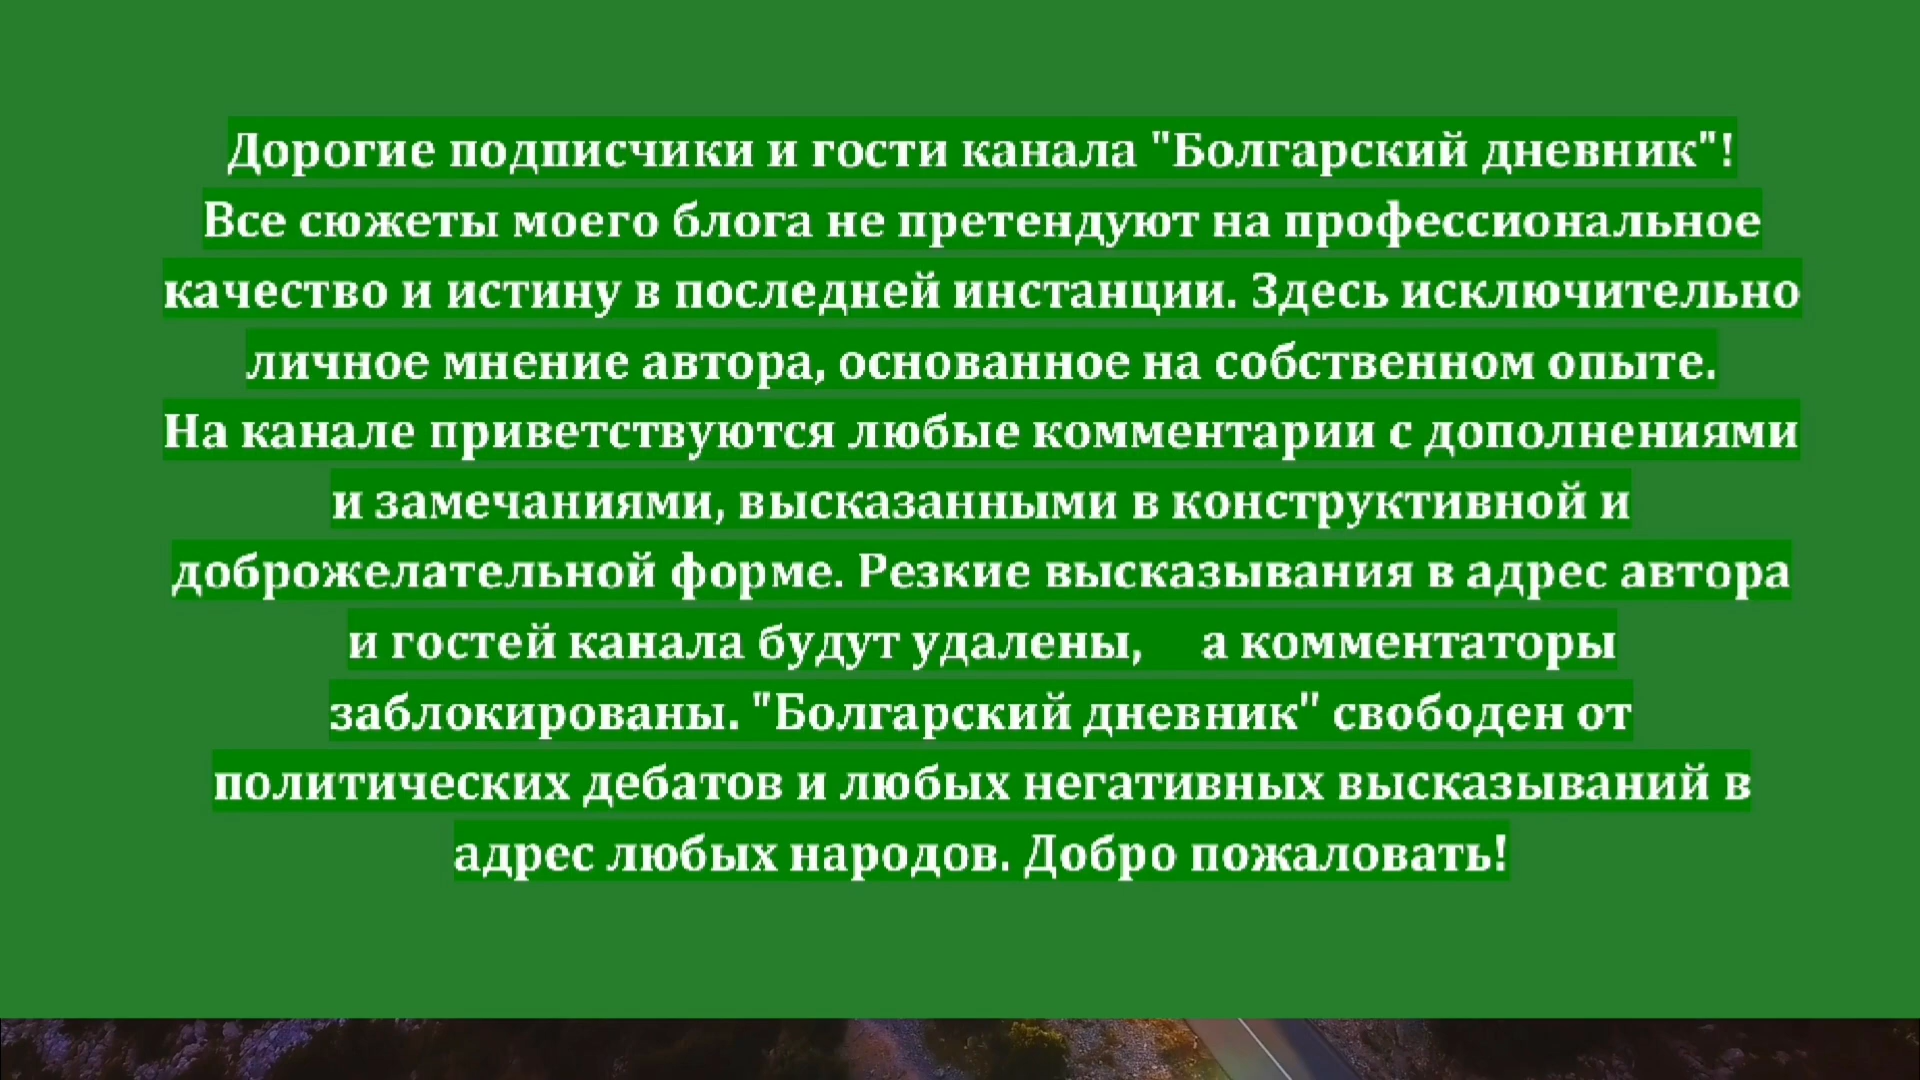 Дорогие подписчики и гости канала "Болгарский дневник"!
Все сюжеты моего блога не претендуют на профессиональное
качество и истину в последней инстанции. Здесь исключительно
личное мнение автора, основанное на собственном опыте.
На канале приветствуются любые комментарии с дополнениями
и замечаниями, высказанными в конструктивной и
доброжелательной форме. Резкие высказывания в адрес автора
и гостей канала будут удалены, а комментаторы
заблокированы. "Болгарский дневник" свободен от
политических дебатов и любых негативных высказываний в
адрес любых народов. Добро пожаловать!